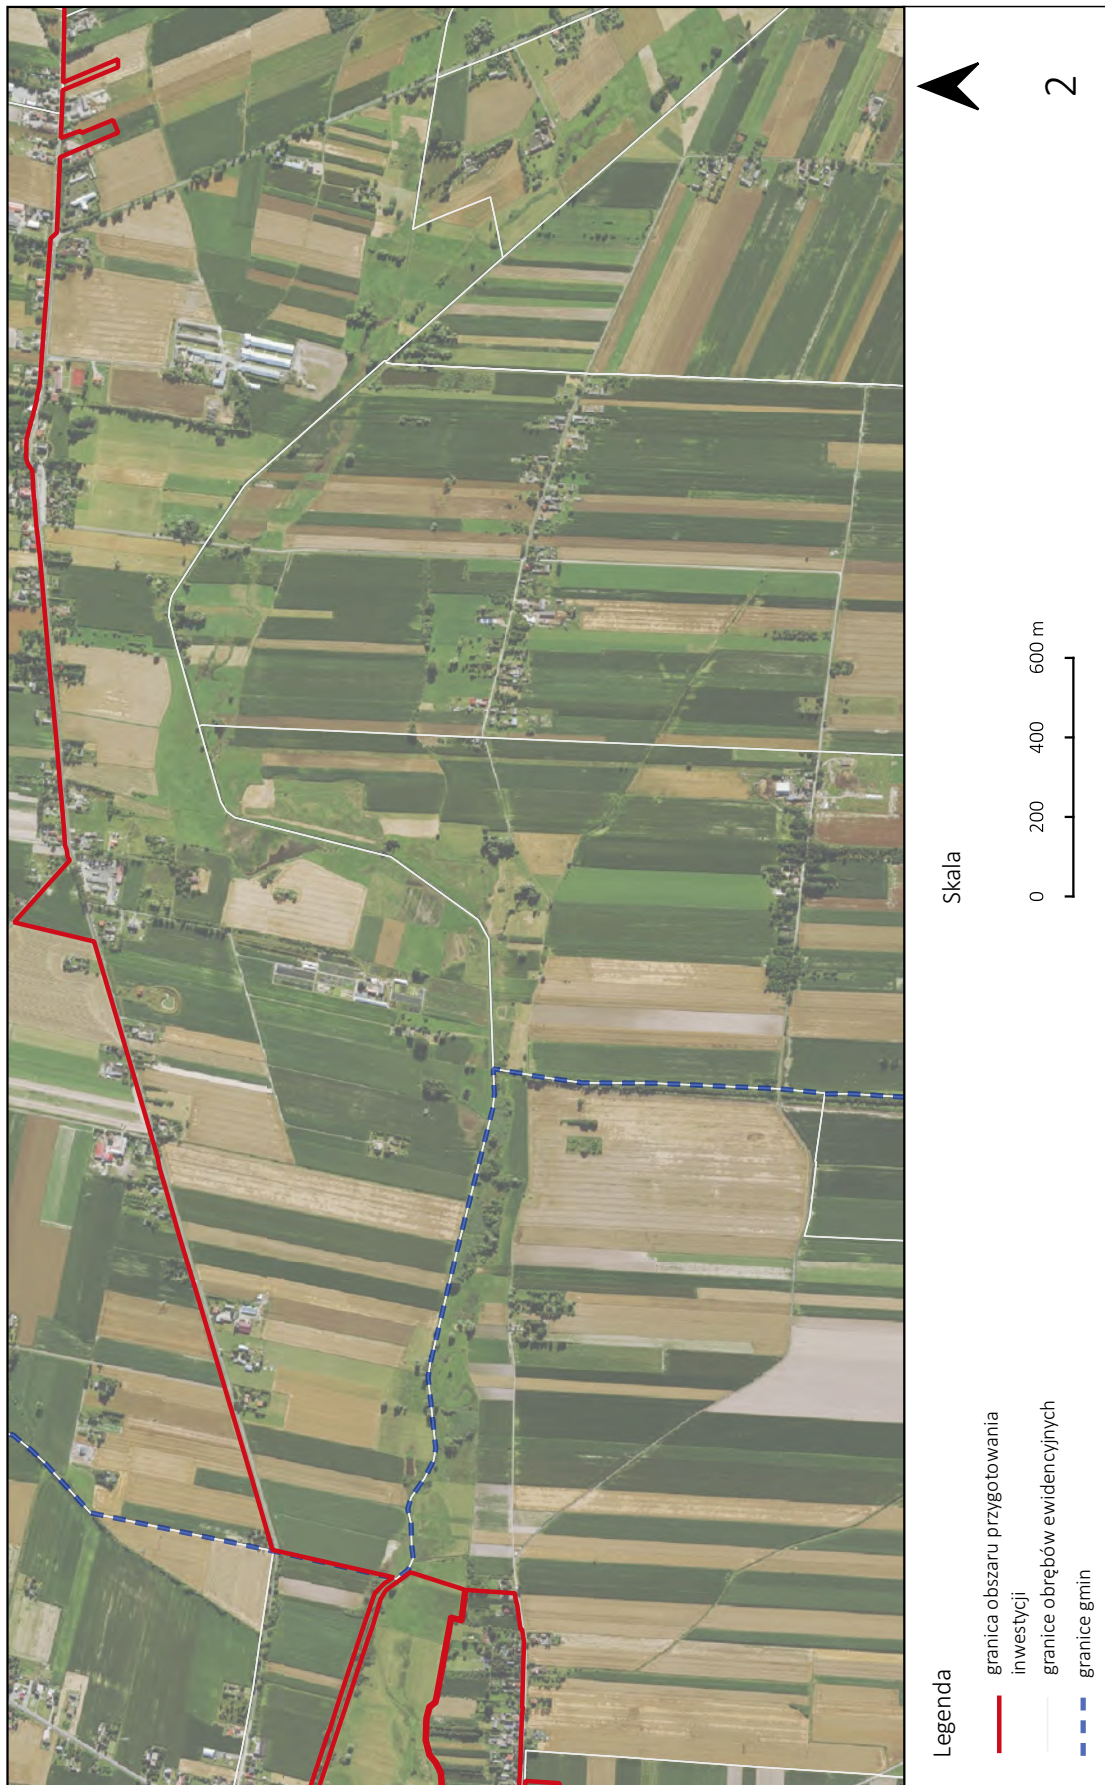 2
Skala
0 200 400 600 m
Legenda
granica obszaru przygotowania
inwestycji
granice obrębów ewidencyjnych
granice gmin